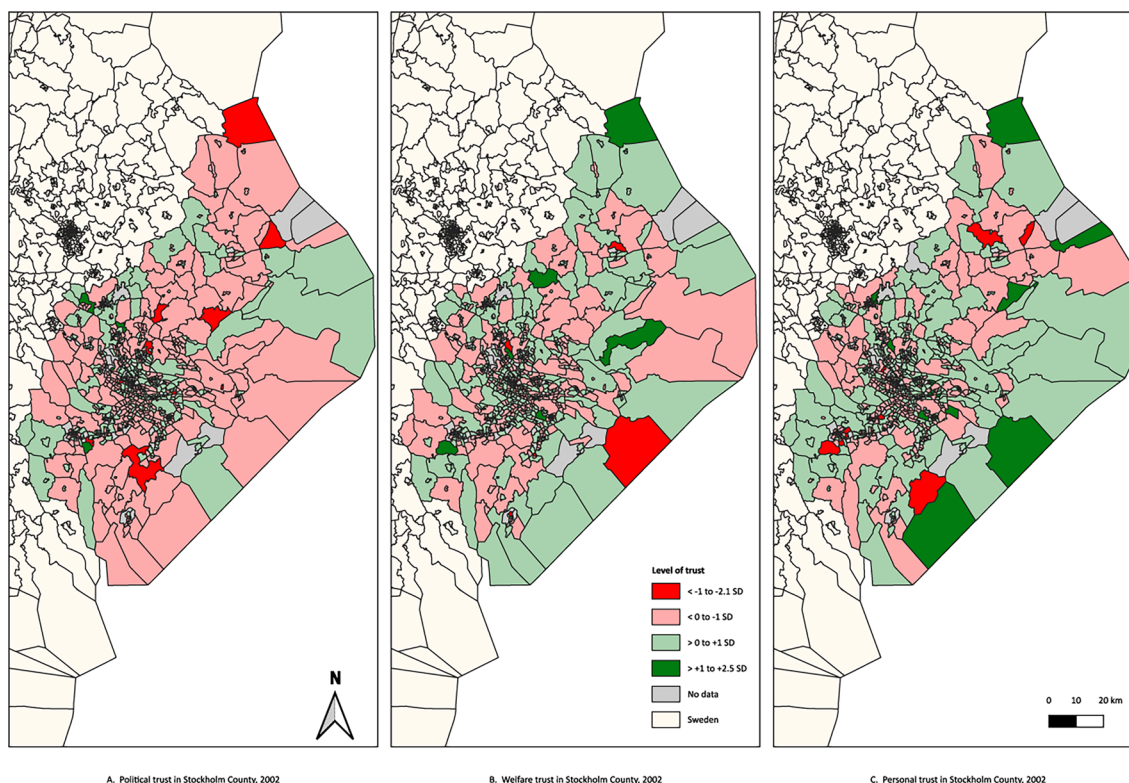 Level of trust
< -1 to -2.1 SD
< 0 to -1 SD
> 0 to +1 SD
> +1 to +2.5 SD
No data
Sweden
N
0 10 20 km
A. Political trust in Stockholm County, 2002
B. Welfare trust in Stockholm County, 2002
C. Personal trust in Stockholm County, 2002